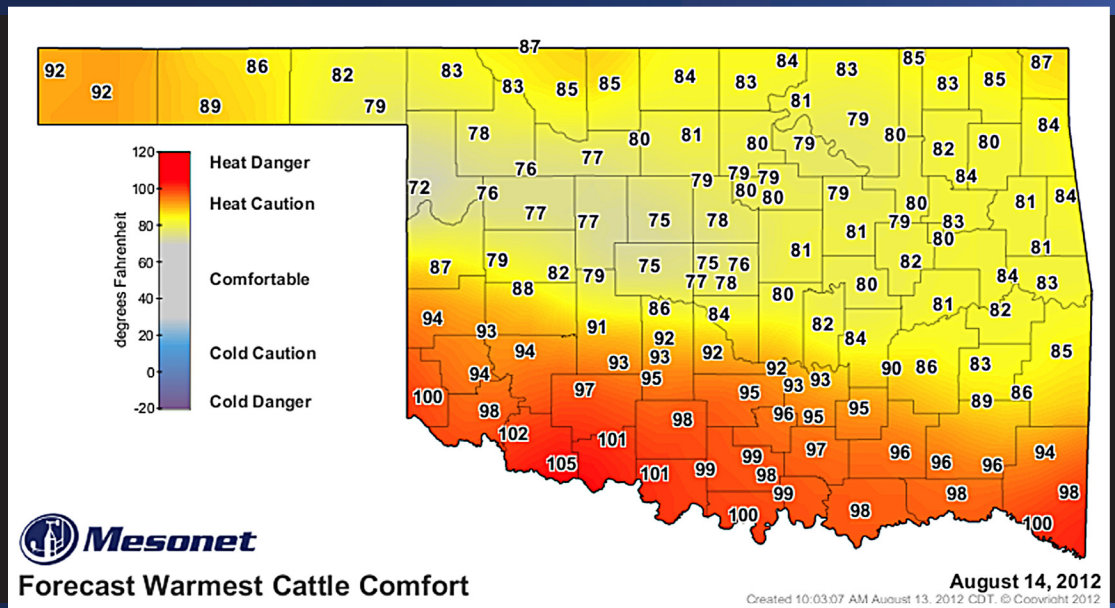 87
92 86 82 83 84 84 83 85 83 85 87
92 89 79 83 85 85 83 81 79 84
78 80 81 80 79 80 82 80
77 76 84
72 76 79 79 79 80 80 79 80 81 84
77 77 75 78 81 79 83
87 79 82 79 75 75 76 81 82 80 81
88 77 78 80 80 84 83
94 93 91 86 84 82 84 81 82
94 93 92 93 92 92 90 86 83 85
100 94 97 95 95 93 93 89 86
98 98 96 95 95
102 101 99 97 96 96 96 94
105 101 99 98 99 98 98 98
100 100
120
100
80
60
40
20
0
-20
degrees Fahrenheit
Heat Danger
Heat Caution
Comfortable
Cold Caution
Cold Danger
Mesonet
Forecast Warmest Cattle Comfort
August 14, 2012
Created 10:03:07 AM August 13, 2012 CDT. © Copyright 2012